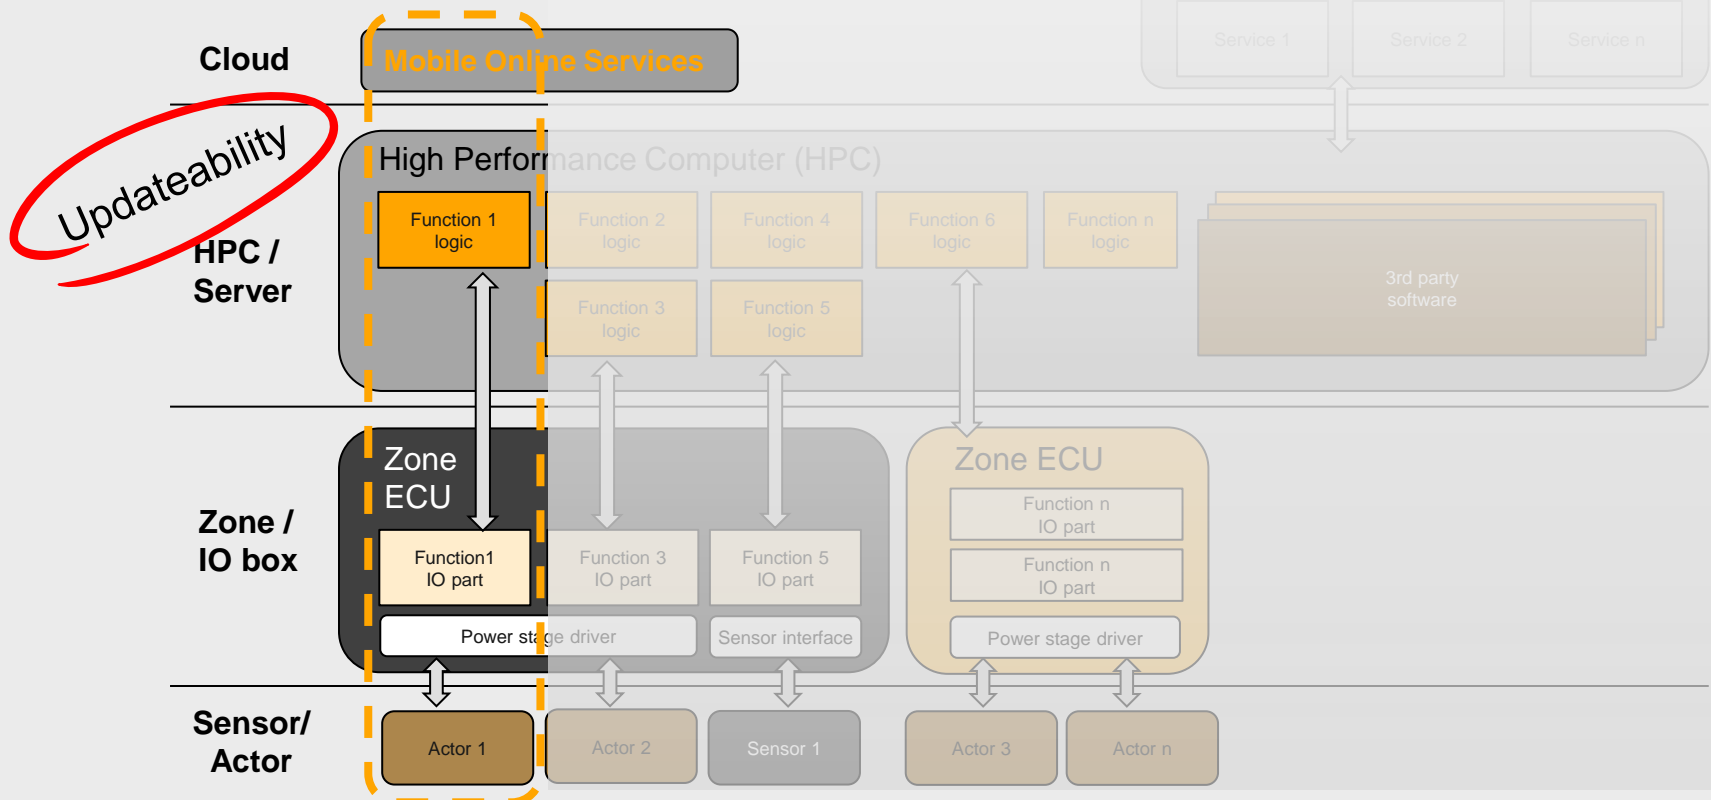 Service 1
Service 2
Service n
Cloud
Mobile Online Services
Updateability
High Performance Computer (HPC)
Function 1
logic
Function 2
logic
Function 4
logic
Function 6
logic
Function n
logic
HPC /
Server
Function 3
logic
Function 5
logic
3rd party
software
Zone
ECU
Zone ECU
Zone /
IO box
Function1
IO part
Function 3
IO part
Function 5
IO part
Function n
IO part
Function n
IO part
Power stage driver
Sensor interface
Power stage driver
Sensor/
Actor
Actor 1
Actor 2
Sensor 1
Actor 3
Actor n